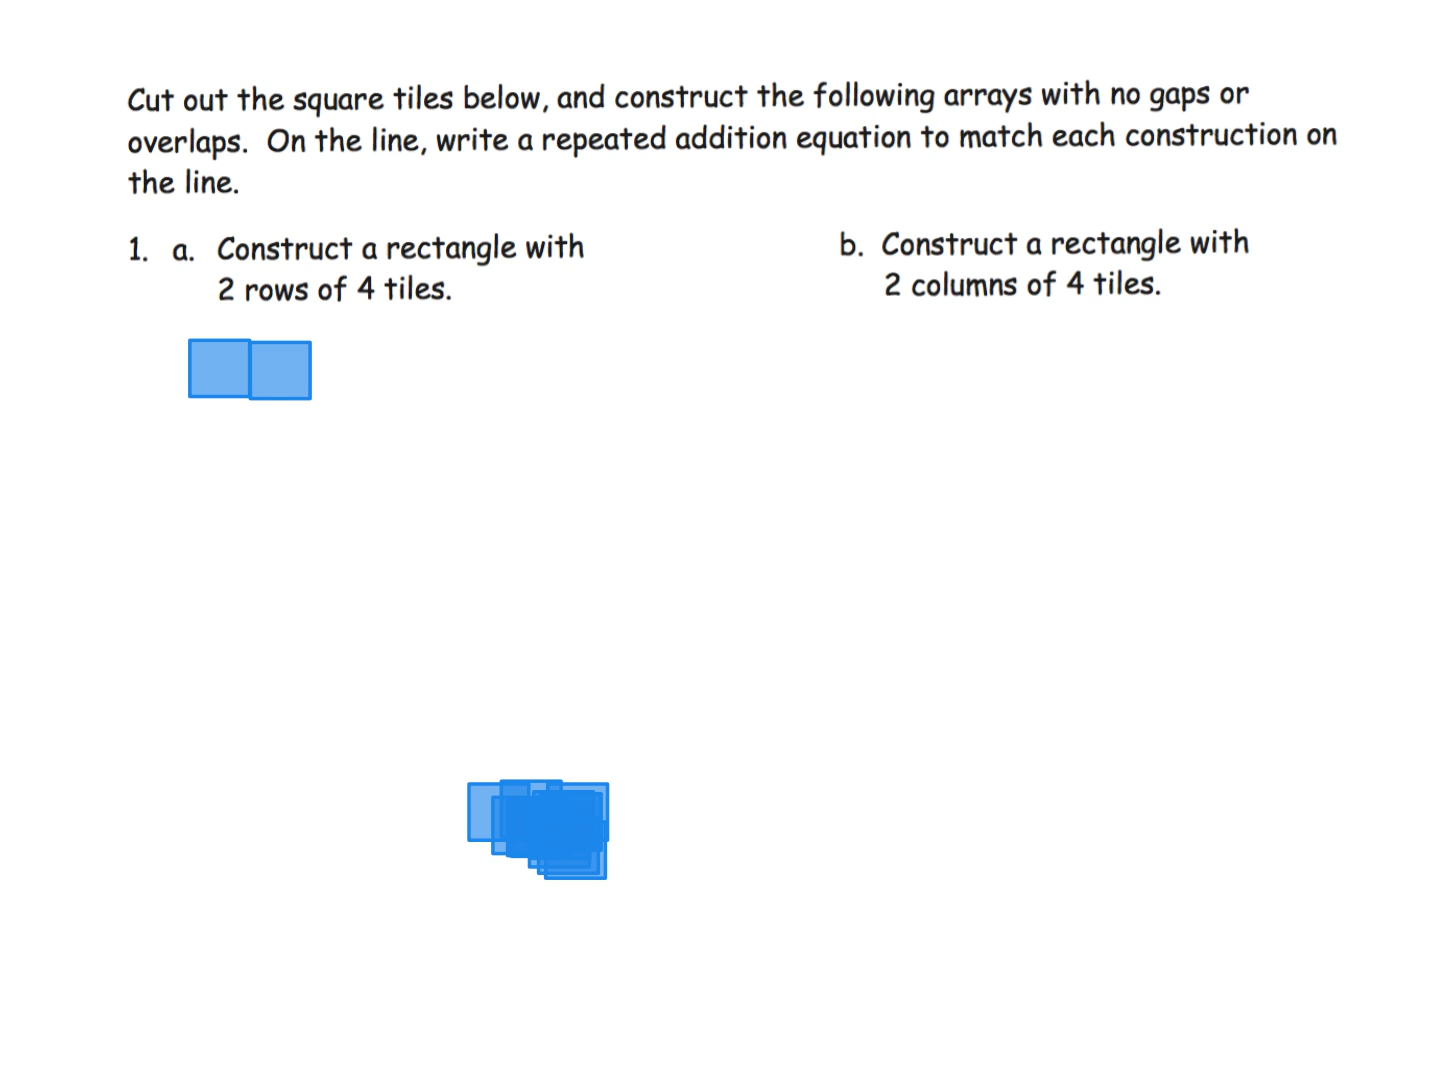 Cut out the square tiles below, and construct the following arrays with no gaps or
overlaps. On the line, write a repeated addition equation to match each construction on
the line.
1. a. Construct a rectangle with
2 rows of 4 tiles.
b. Construct a rectangle with
2 columns of 4 tiles.